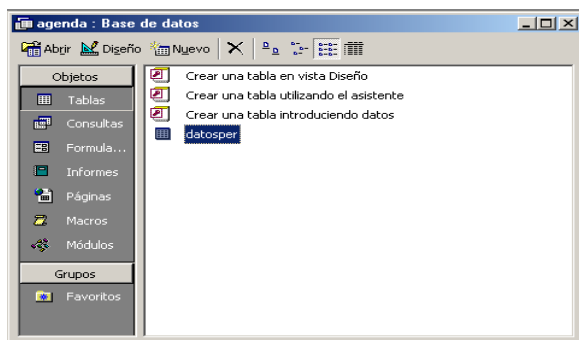 agenda : Base de datos
Abrir Diseño Nuevo
Objetos
Tablas
Consultas
Formula...
Informes
Páginas
Macros
Módulos
Grupos
Favoritos
Crear una tabla en vista Diseño
Crear una tabla utilizando el asistente
Crear una tabla introduciendo datos
datosper